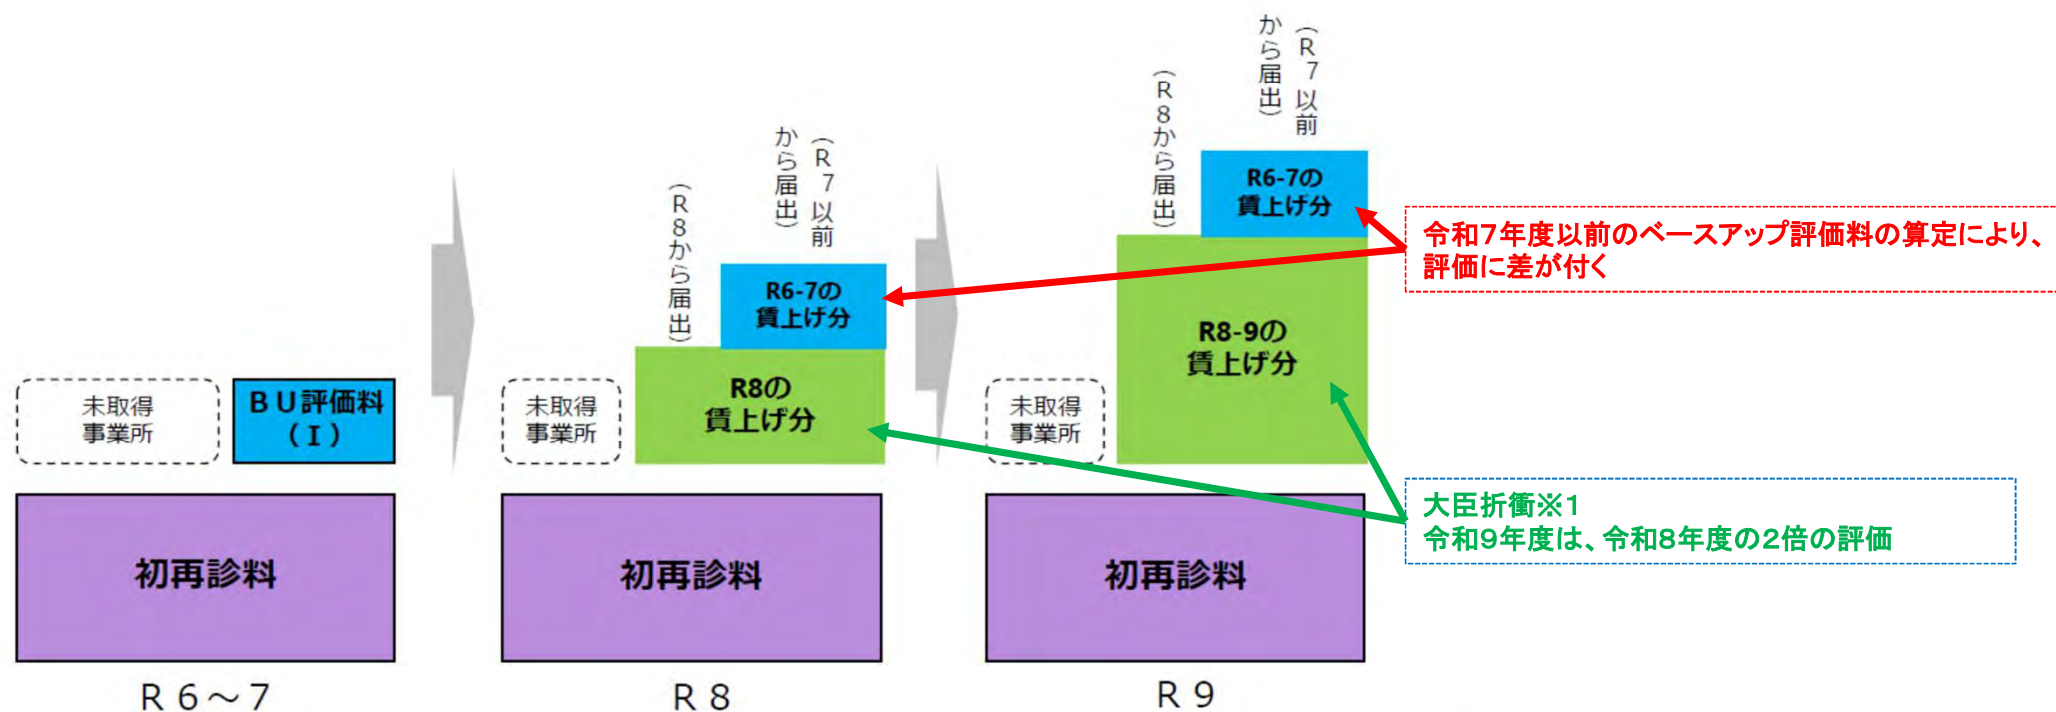 未取得
事業所
ＢＵ評価料
（Ⅰ）
初再診料
Ｒ６～７
（Ｒ８から届出）
（Ｒ７以前
から届出）
R6-7の
賃上げ分
未取得
事業所
R8の
賃上げ分
初再診料
Ｒ８
（Ｒ８から届出）
（Ｒ７以前
から届出）
R6-7の
賃上げ分
未取得
事業所
R8-9の
賃上げ分
初再診料
Ｒ９
令和７年度以前のベースアップ評価料の算定により、
評価に差が付く
大臣折衝※１
令和９年度は、令和８年度の２倍の評価